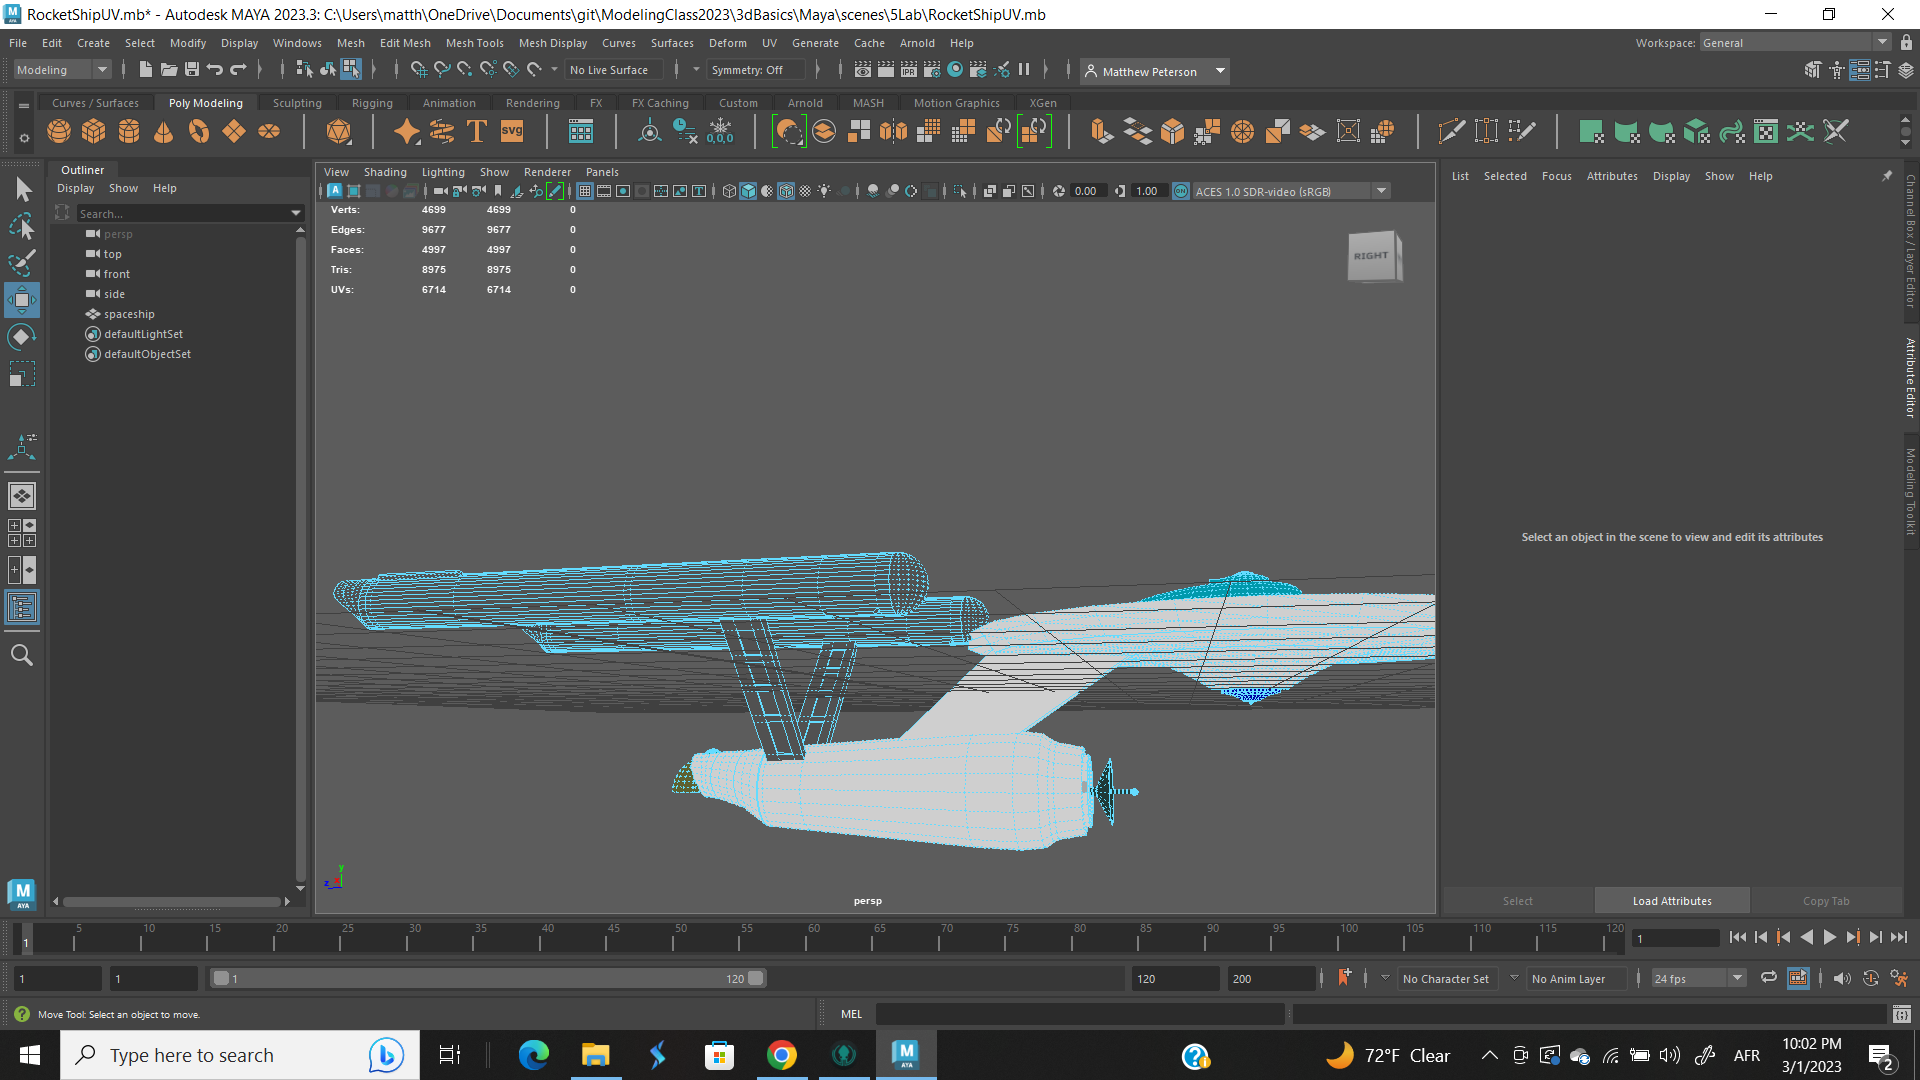 RocketShipUV.mb* - Autodesk MAYA 2023.3: C:\Users\matth\OneDrive\Documents\git\ModelingClass2023\3dBasics\Maya\scenes\5Lab\RocketShipUV.mb
File Edit Create Select Modify Display Windows Mesh Edit Mesh Mesh Tools Mesh Display Curves Surfaces Deform UV Generate Cache Arnold Help
Workspace: General
Modeling
No Live Surface
Symmetry: Off
IPR
Matthew Peterson
Curves / Surfaces Poly Modeling Sculpting Rigging Animation Rendering FX FX Caching Custom Arnold MASH Motion Graphics XGen
T
SVG
0,0,0
Outliner
Display Show Help
Search...
persp
top
front
side
spaceship
defaultLightSet
defaultObjectSet
View Shading Lighting Show Renderer Panels
0.00
1.00
ON
ACES 1.0 SDR-video (sRGB)
Verts: 4699 4699 0
Edges: 9677 9677 0
Faces: 4997 4997 0
Tris: 8975 8975 0
UVs: 6714 6714 0
RIGHT
y
z
x
persp
List Selected Focus Attributes Display Show Help
Select an object in the scene to view and edit its attributes
Select
Load Attributes
Copy Tab
Channel Box / Layer Editor
Attribute Editor
Modeling Toolkit
M
AYA
1 5 10 15 20 25 30 35 40 45 50 55 60 65 70 75 80 85 90 95 100 105 110 115 120
1
1 1 1 120 120 200
No Character Set
No Anim Layer
24 fps
Move Tool: Select an object to move.
MEL
Type here to search
M
AYA
72°F Clear
AFR
10:02 PM
3/1/2023
2